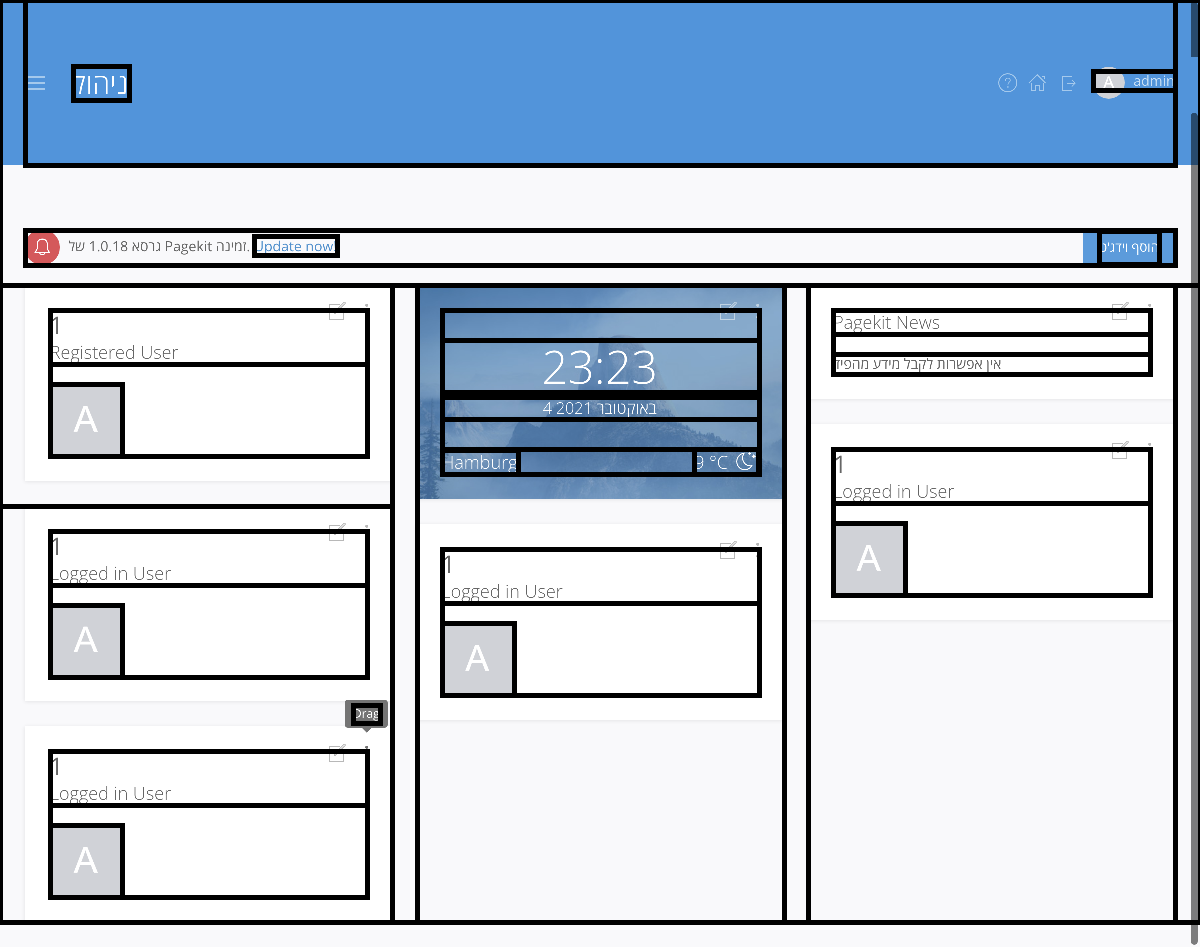 ניהול
admin
A
גרסא 1.0.18 של Pagekit זמינה. Update now!
הוסף וידג'ט
1
Registered User
A
1
Logged in User
A
Drag
1
Logged in User
A
23:23
4 באוקטובר 2021
Hamburg
9 °C
1
Logged in User
A
Pagekit News
אין אפשרות לקבל מידע מהפיד
1
Logged in User
A